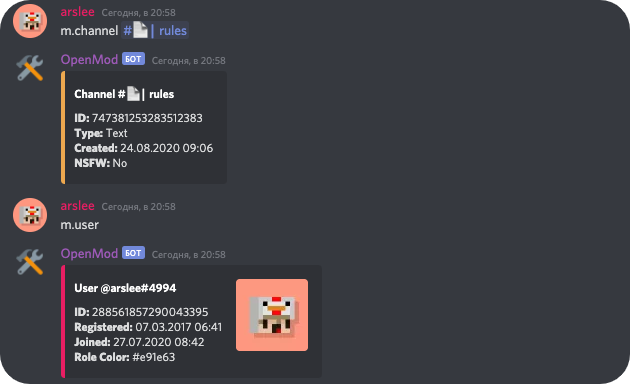 arslee Сегодня, в 20:58
m.channel #📄| rules
OpenMod БОТ Сегодня, в 20:58
Channel #📄| rules
ID: 747381253283512383
Type: Text
Created: 24.08.2020 09:06
NSFW: No
arslee Сегодня, в 20:58
m.user
OpenMod БОТ Сегодня, в 20:58
User @arslee#4994
ID: 288561857290043395
Registered: 07.03.2017 06:41
Joined: 27.07.2020 08:42
Role Color: #e91e63